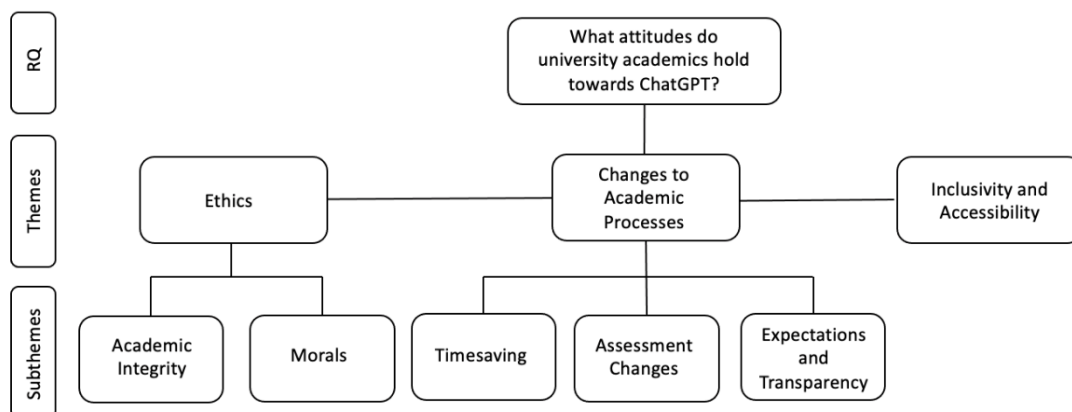 RQ
What attitudes do
university academics hold
towards ChatGPT?
Themes
Ethics
Changes to
Academic
Processes
Inclusivity and
Accessibility
Subthemes
Academic
Integrity
Morals
Timesaving
Assessment
Changes
Expectations
and
Transparency